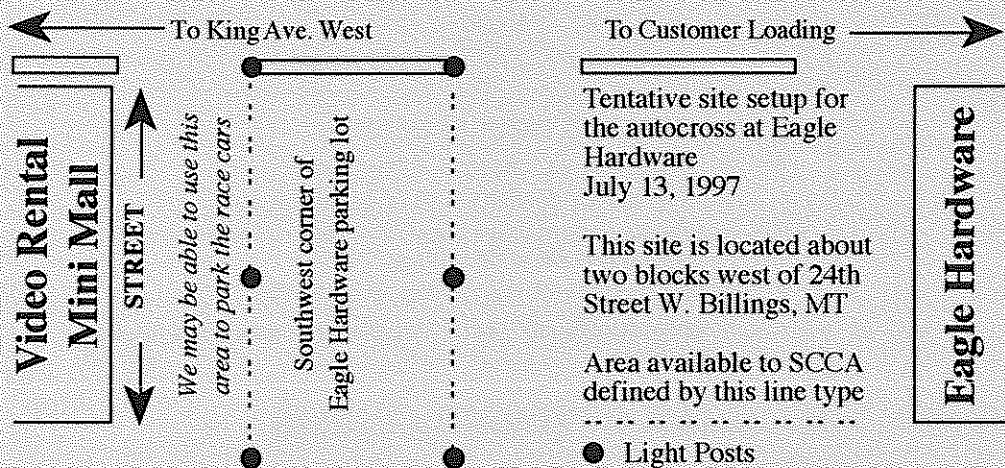 To King Ave. West
To Customer Loading
Video Rental
Mini Mall
STREET
We may be able to use this
area to park the race cars
Southwest corner of
Eagle Hardware parking lot
Tentative site setup for
the autocross at Eagle
Hardware
July 13, 1997
This site is located about
two blocks west of 24th
Street W. Billings, MT
Area available to SCCA
defined by this line type
Light Posts
Eagle Hardware